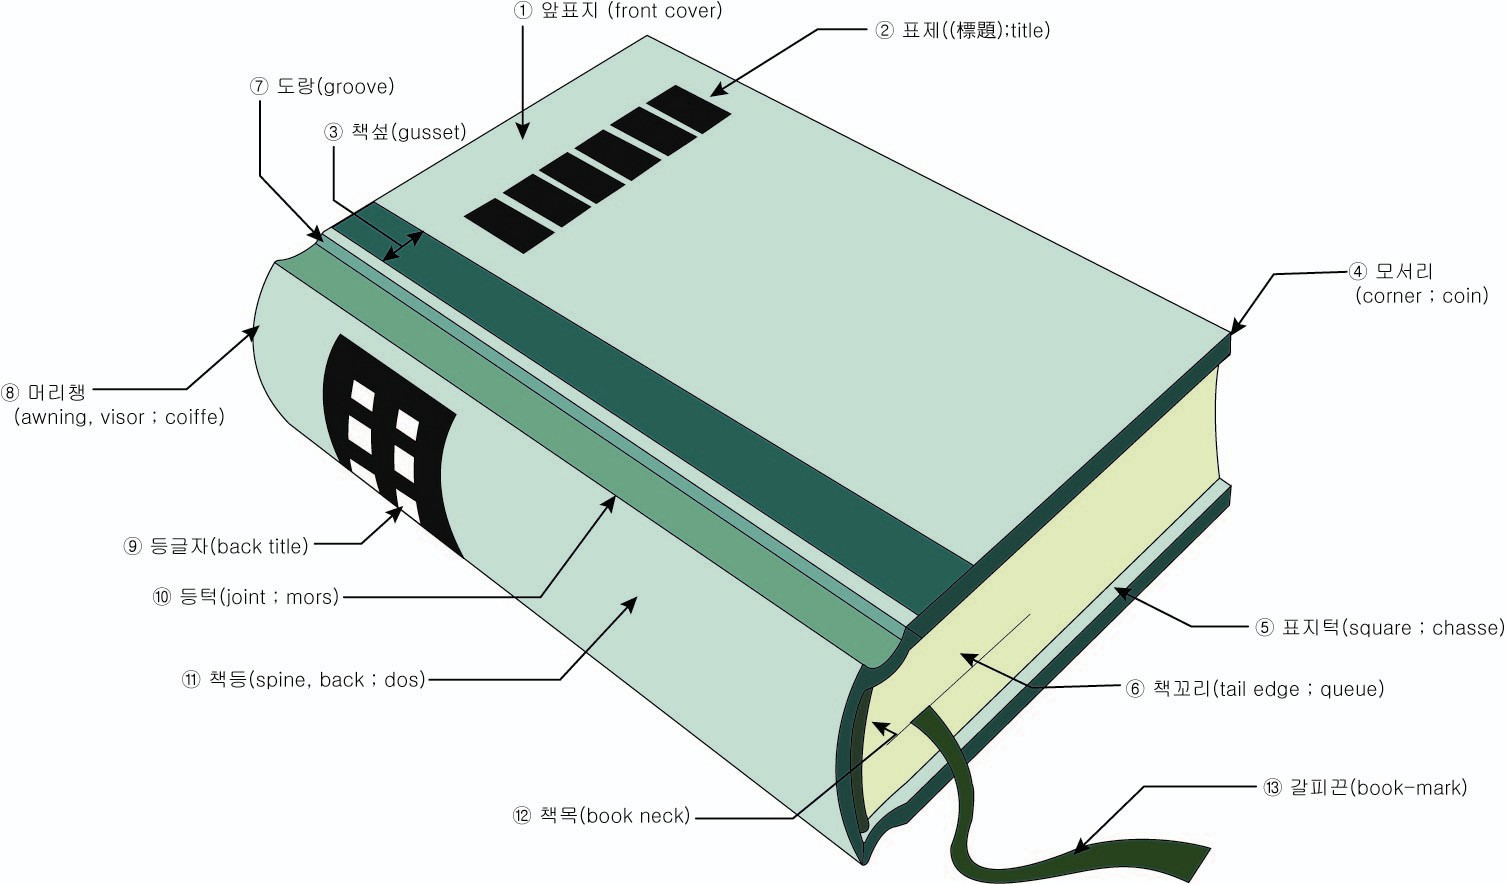 ① 앞표지 (front cover)
② 표제((標題);title)
⑦ 도랑(groove)
③ 책섶(gusset)
④ 모서리
(corner ; coin)
⑧ 머리챙
(awning, visor ; coiffe)
⑨ 등글자(back title)
⑩ 등턱(joint ; mors)
⑤ 표지턱(square ; chasse)
⑪ 책등(spine, back ; dos)
⑥ 책꼬리(tail edge ; queue)
⑬ 갈피끈(book-mark)
⑫ 책목(book neck)